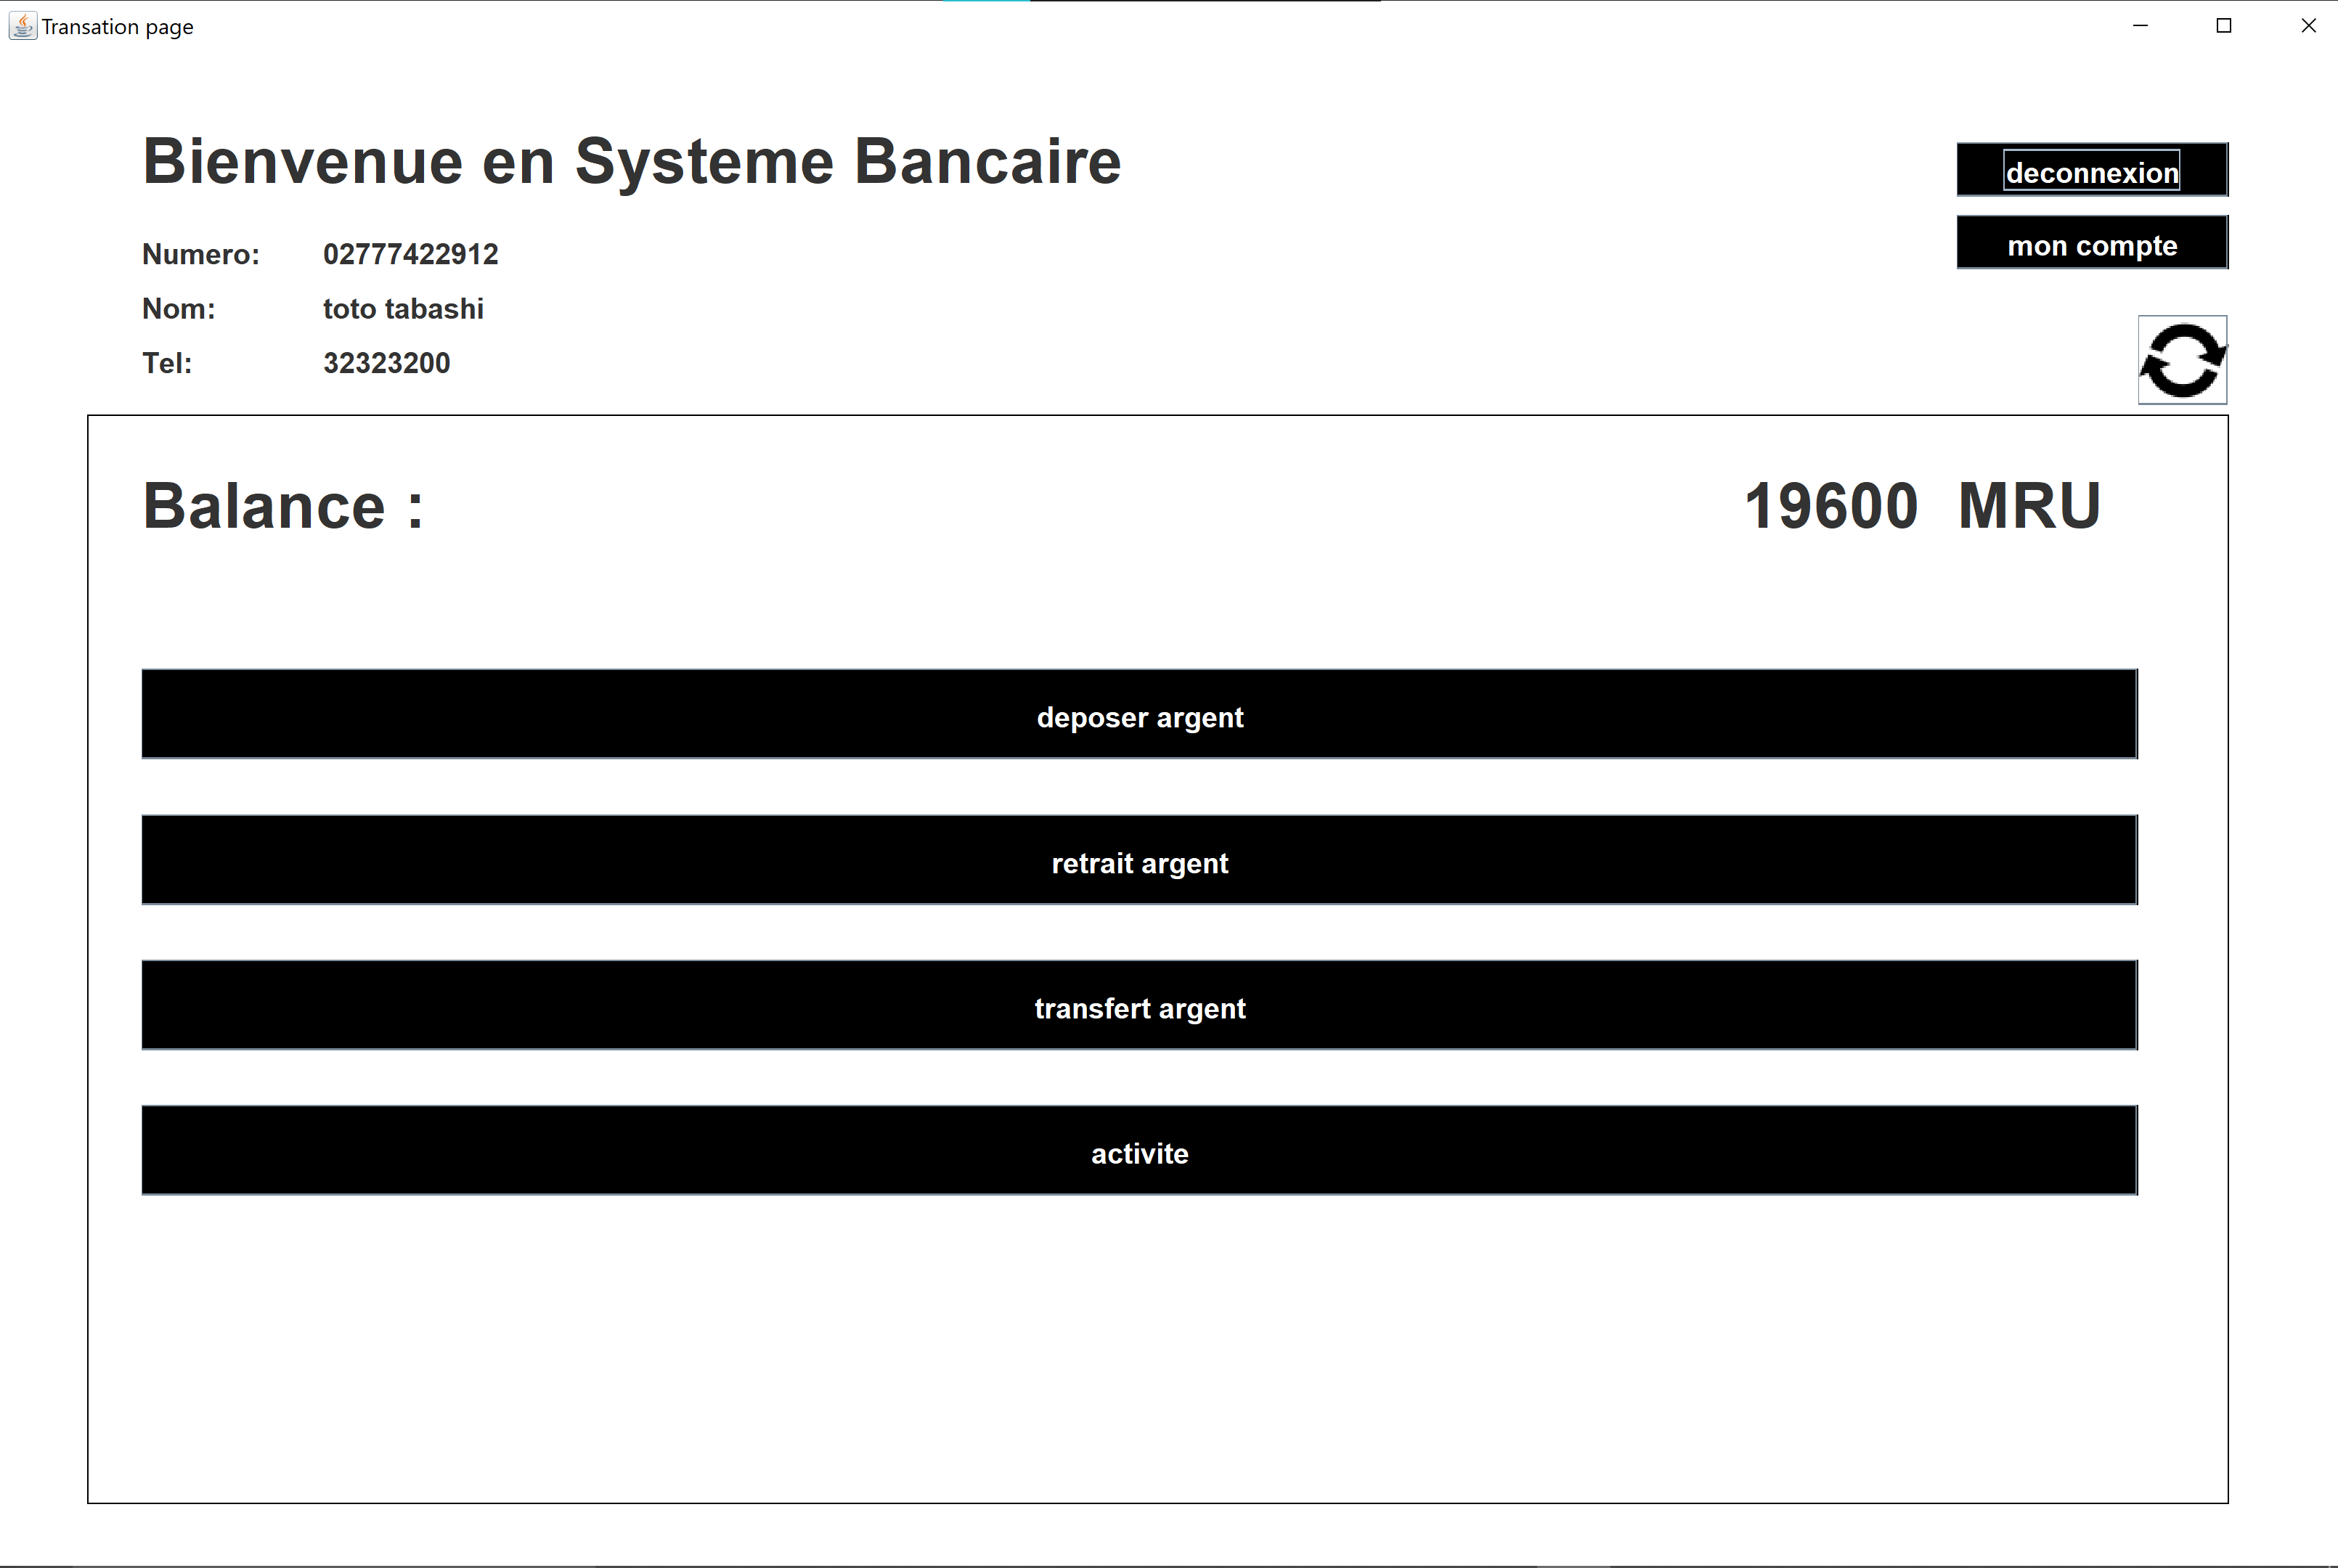 Transation page
Bienvenue en Systeme Bancaire
deconnexion
mon compte
Numero: 02777422912
Nom: toto tabashi
Tel: 32323200
Balance : 19600 MRU
deposer argent
retrait argent
transfert argent
activite